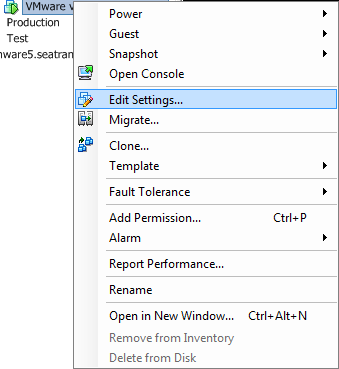 VMware v
Production
Test
nware5.seatran
Power
Guest
Snapshot
Open Console
Edit Settings...
Migrate...
Clone...
Template
Fault Tolerance
Add Permission... Ctrl+P
Alarm
Report Performance...
Rename
Open in New Window... Ctrl+Alt+N
Remove from Inventory
Delete from Disk